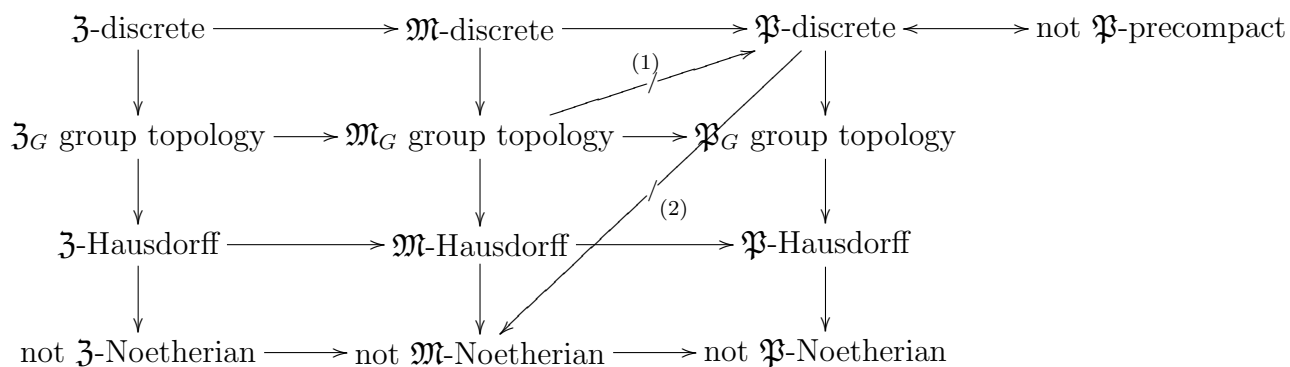 ℨ-discrete 𝔐-discrete 𝔓-discrete not 𝔓-precompact
(1)
ℨ_G group topology 𝔐_G group topology 𝔓_G group topology
(2)
ℨ-Hausdorff 𝔐-Hausdorff 𝔓-Hausdorff
not ℨ-Noetherian not 𝔐-Noetherian not 𝔓-Noetherian